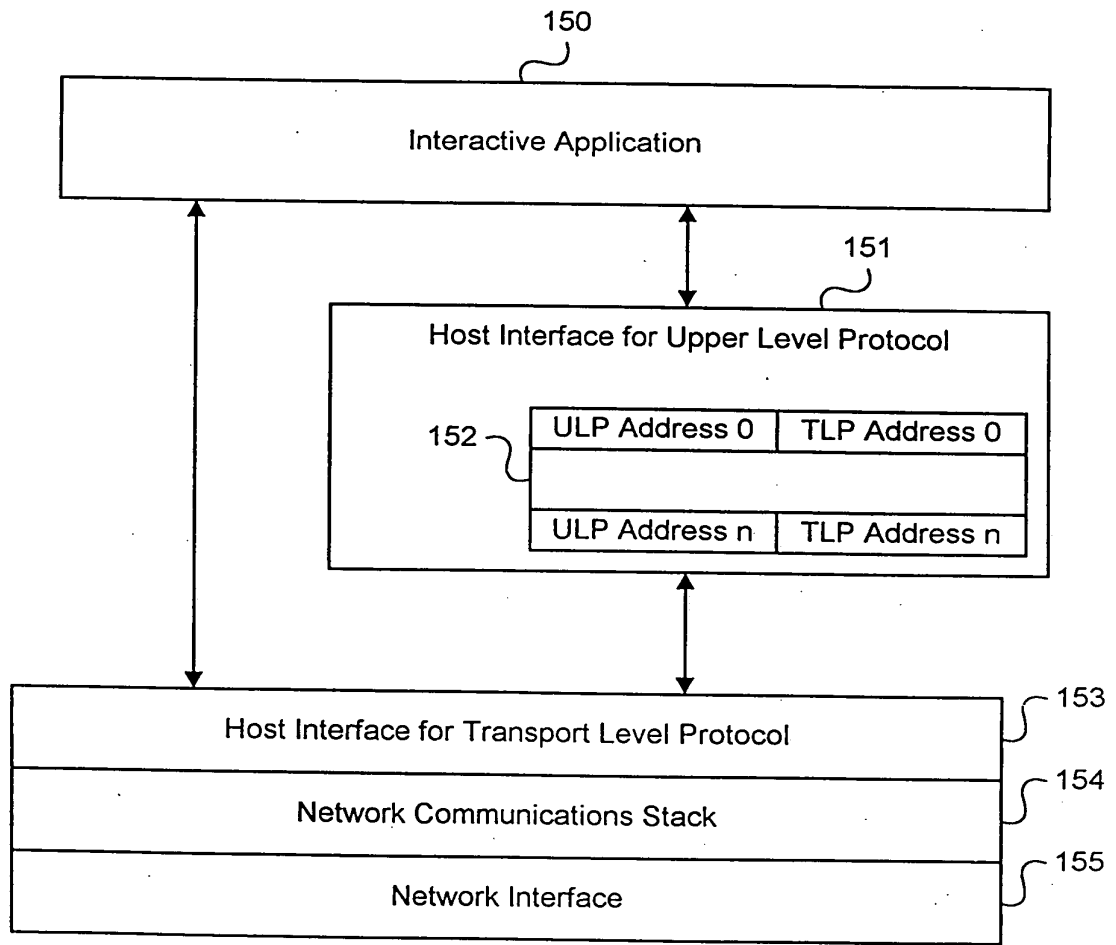 150
Interactive Application
151
Host Interface for Upper Level Protocol
152
ULP Address 0 TLP Address 0
ULP Address n TLP Address n
153
Host Interface for Transport Level Protocol
154
Network Communications Stack
155
Network Interface